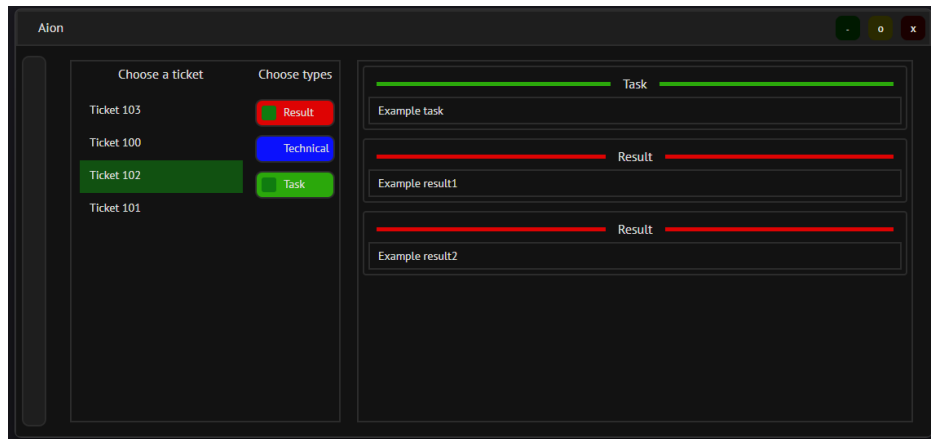 Aion
- o x
Choose a ticket
Ticket 103
Ticket 100
Ticket 102
Ticket 101
Choose types
Result
Technical
Task
Task
Example task
Result
Example result1
Result
Example result2